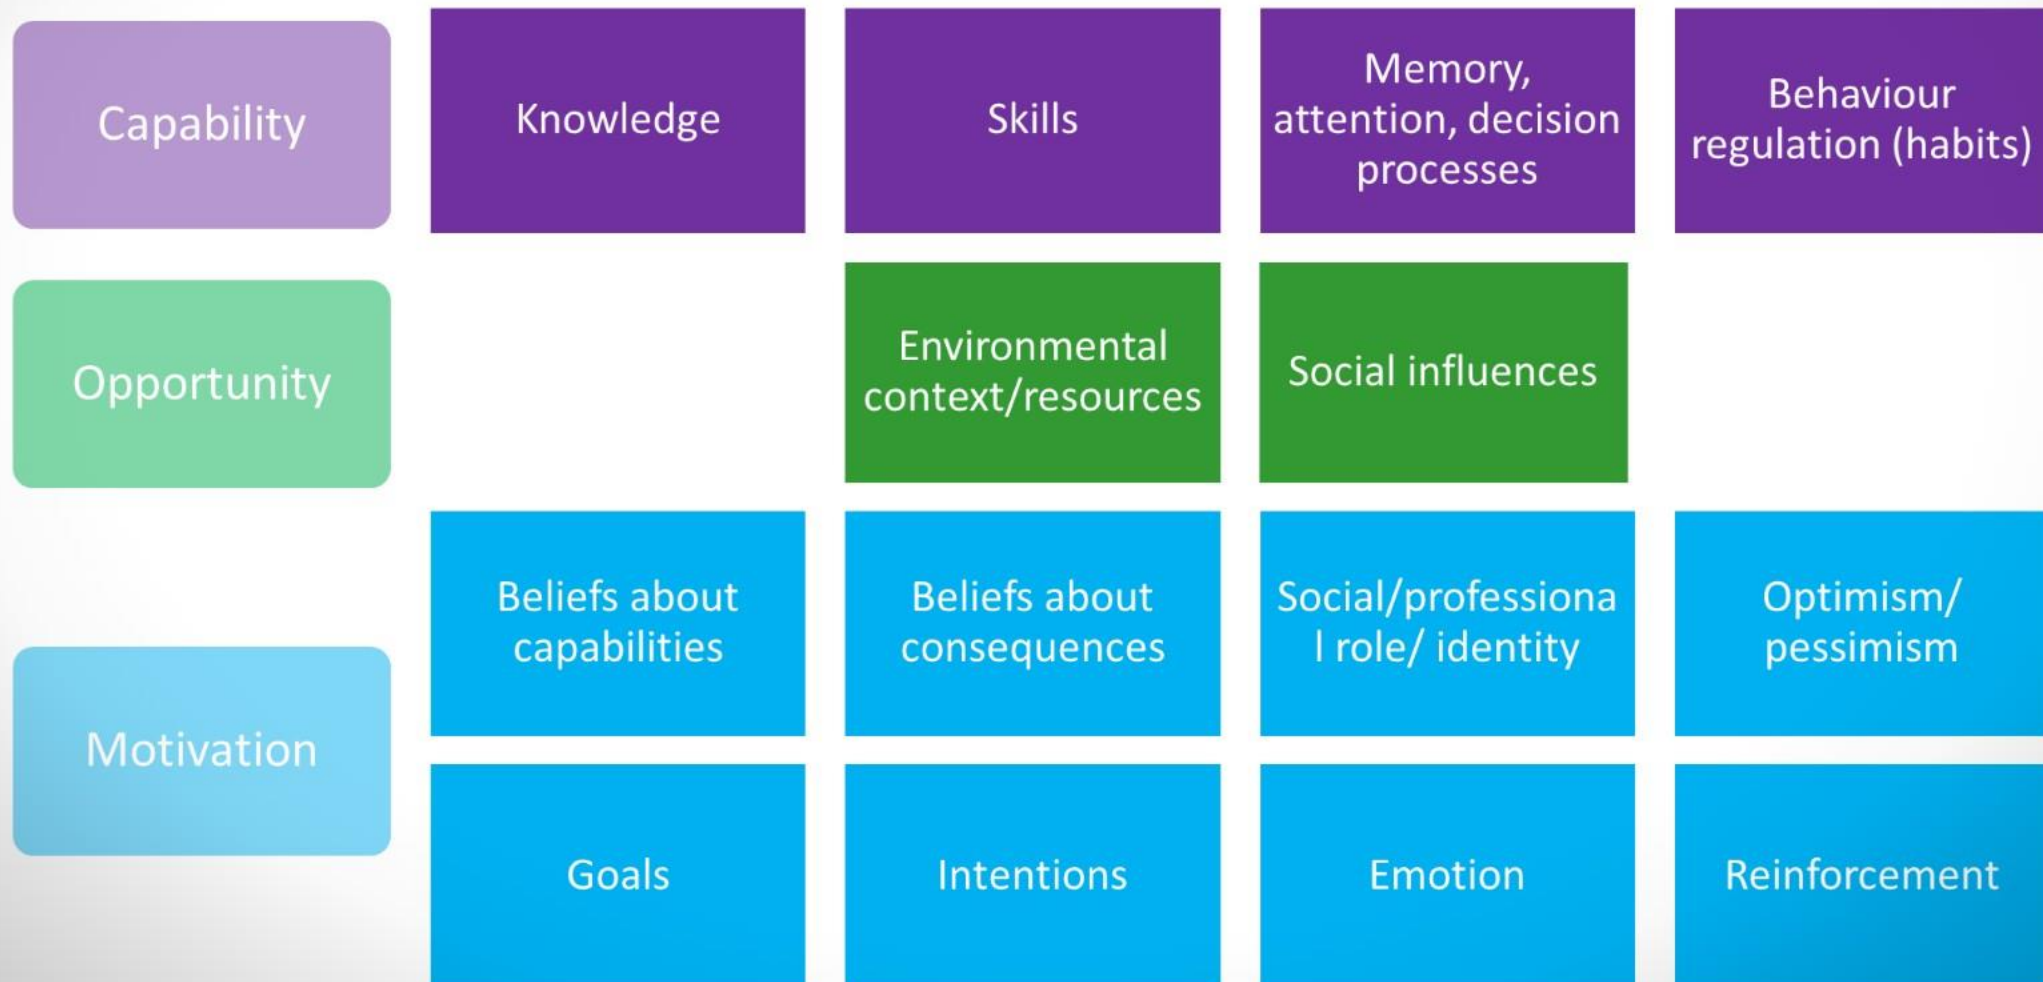 Capability
Knowledge
Skills
Memory,
attention, decision
processes
Behaviour
regulation (habits)
Opportunity
Environmental
context/resources
Social influences
Motivation
Beliefs about
capabilities
Beliefs about
consequences
Social/professiona
l role/ identity
Optimism/
pessimism
Goals
Intentions
Emotion
Reinforcement